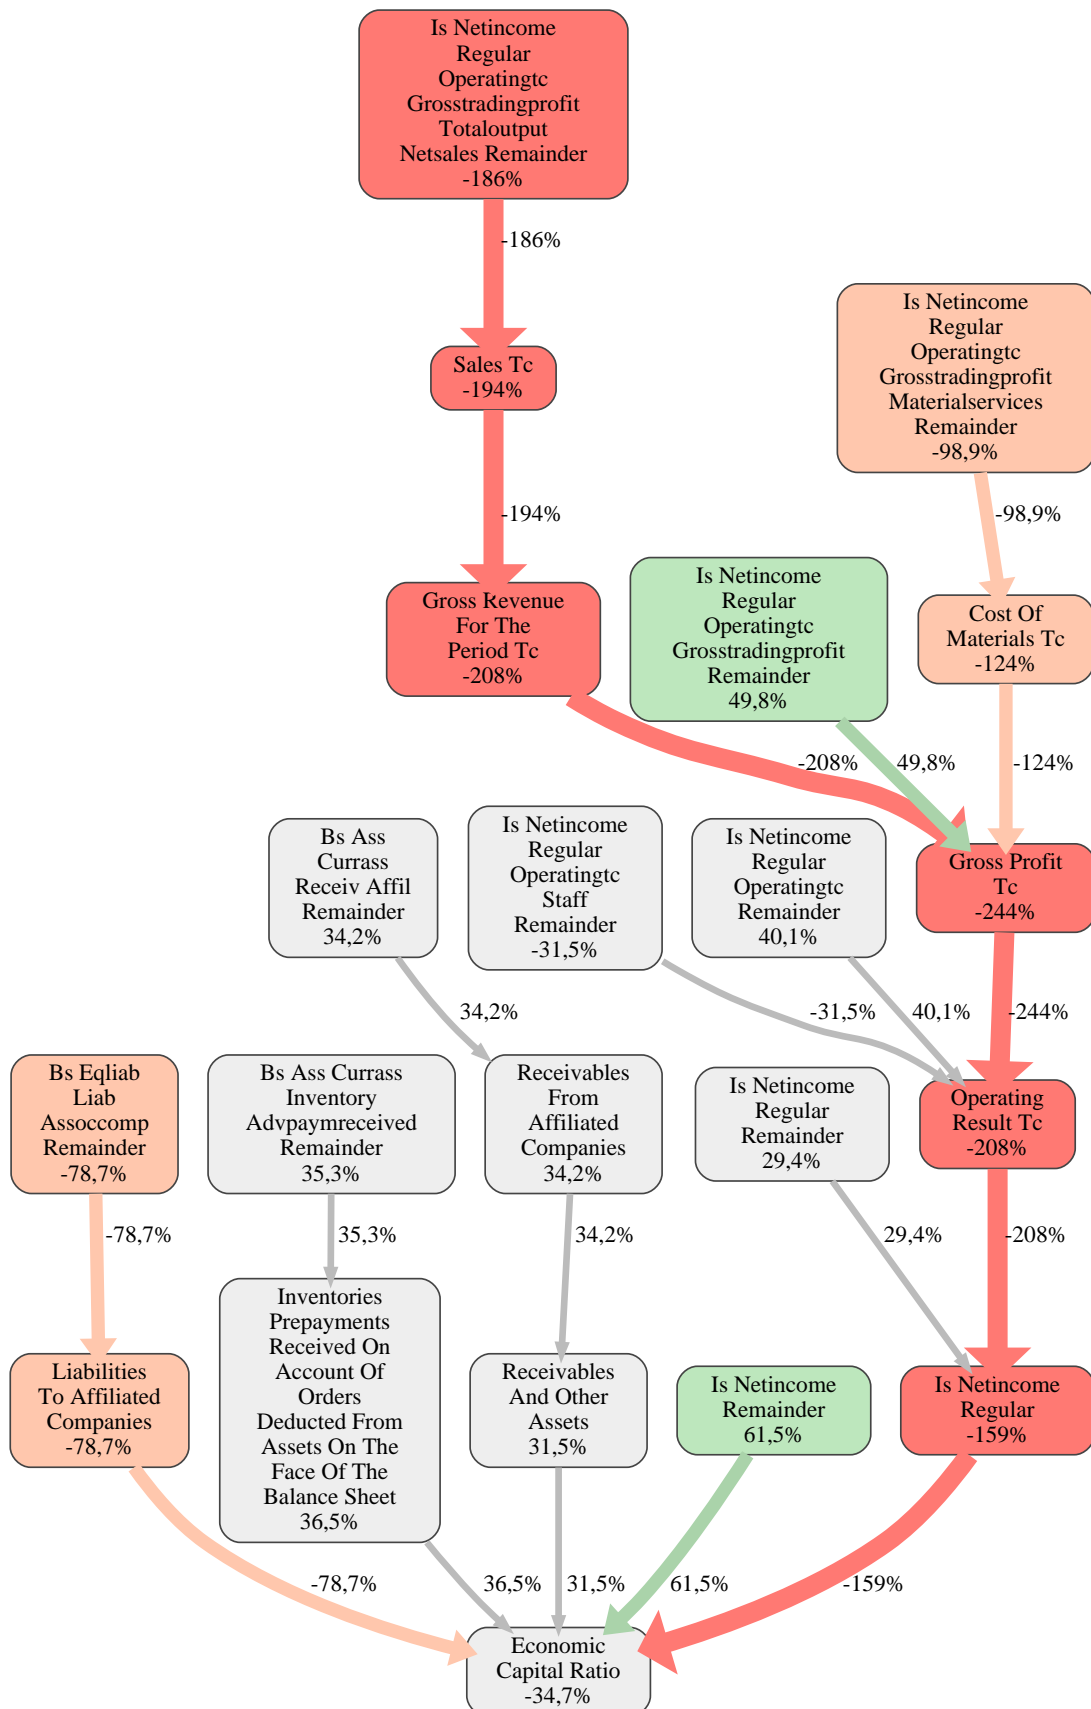 Is Netincome
Regular
Operatingtc
Grosstradingprofit
Totaloutput
Netsales Remainder
-186%
-186%
Sales Tc
-194%
Is Netincome
Regular
Operatingtc
Grosstradingprofit
Materialservices
Remainder
-98,9%
-194%
-98,9%
Gross Revenue
For The
Period Tc
-208%
Is Netincome
Regular
Operatingtc
Grosstradingprofit
Remainder
49,8%
Cost Of
Materials Tc
-124%
-208%
49,8%
-124%
Bs Ass
Currass
Receiv Affil
Remainder
34,2%
Is Netincome
Regular
Operatingtc
Staff
Remainder
-31,5%
Is Netincome
Regular
Operatingtc
Remainder
40,1%
Gross Profit
Tc
-244%
34,2%
-31,5%
40,1%
-244%
Bs Eqliab
Liab
Assoccomp
Remainder
-78,7%
Bs Ass Currass
Inventory
Advpaymreceived
Remainder
35,3%
Receivables
From
Affiliated
Companies
34,2%
Is Netincome
Regular
Remainder
29,4%
Operating
Result Tc
-208%
-78,7%
35,3%
34,2%
29,4%
-208%
Liabilities
To Affiliated
Companies
-78,7%
Inventories
Prepayments
Received On
Account Of
Orders
Deducted From
Assets On The
Face Of The
Balance Sheet
36,5%
Receivables
And Other
Assets
31,5%
Is Netincome
Remainder
61,5%
Is Netincome
Regular
-159%
-78,7%
36,5%
31,5%
61,5%
-159%
Economic
Capital Ratio
-34,7%